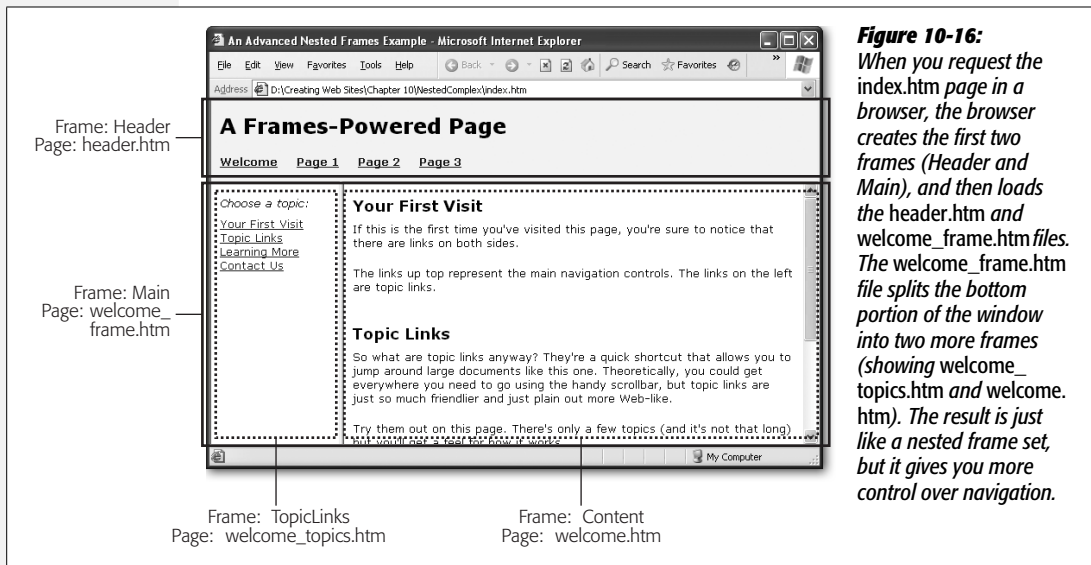 An Advanced Nested Frames Example - Microsoft Internet Explorer
File Edit View Favorites Tools Help Back Search Favorites »
Address D:\Creating Web Sites\Chapter 10\NestedComplex\index.htm
Frame: Header
Page: header.htm
A Frames-Powered Page
Welcome Page 1 Page 2 Page 3
Frame: Main
Page: welcome_
frame.htm
Choose a topic:
Your First Visit
Topic Links
Learning More
Contact Us
Your First Visit
If this is the first time you've visited this page, you're sure to notice that
there are links on both sides.
The links up top represent the main navigation controls. The links on the left
are topic links.
Topic Links
So what are topic links anyway? They're a quick shortcut that allows you to
jump around large documents like this one. Theoretically, you could get
everywhere you need to go using the handy scrollbar, but topic links are
just so much friendlier and just plain out more Web-like.
Try them out on this page. There's only a few topics (and it's not that long)
but you'll get a feel for how it works
My Computer
Frame: TopicLinks
Page: welcome_topics.htm
Frame: Content
Page: welcome.htm
Figure 10-16:
When you request the
index.htm page in a
browser, the browser
creates the first two
frames (Header and
Main), and then loads
the header.htm and
welcome_frame.htm files.
The welcome_frame.htm
file splits the bottom
portion of the window
into two more frames
(showing welcome_
topics.htm and welcome.
htm). The result is just
like a nested frame set,
but it gives you more
control over navigation.